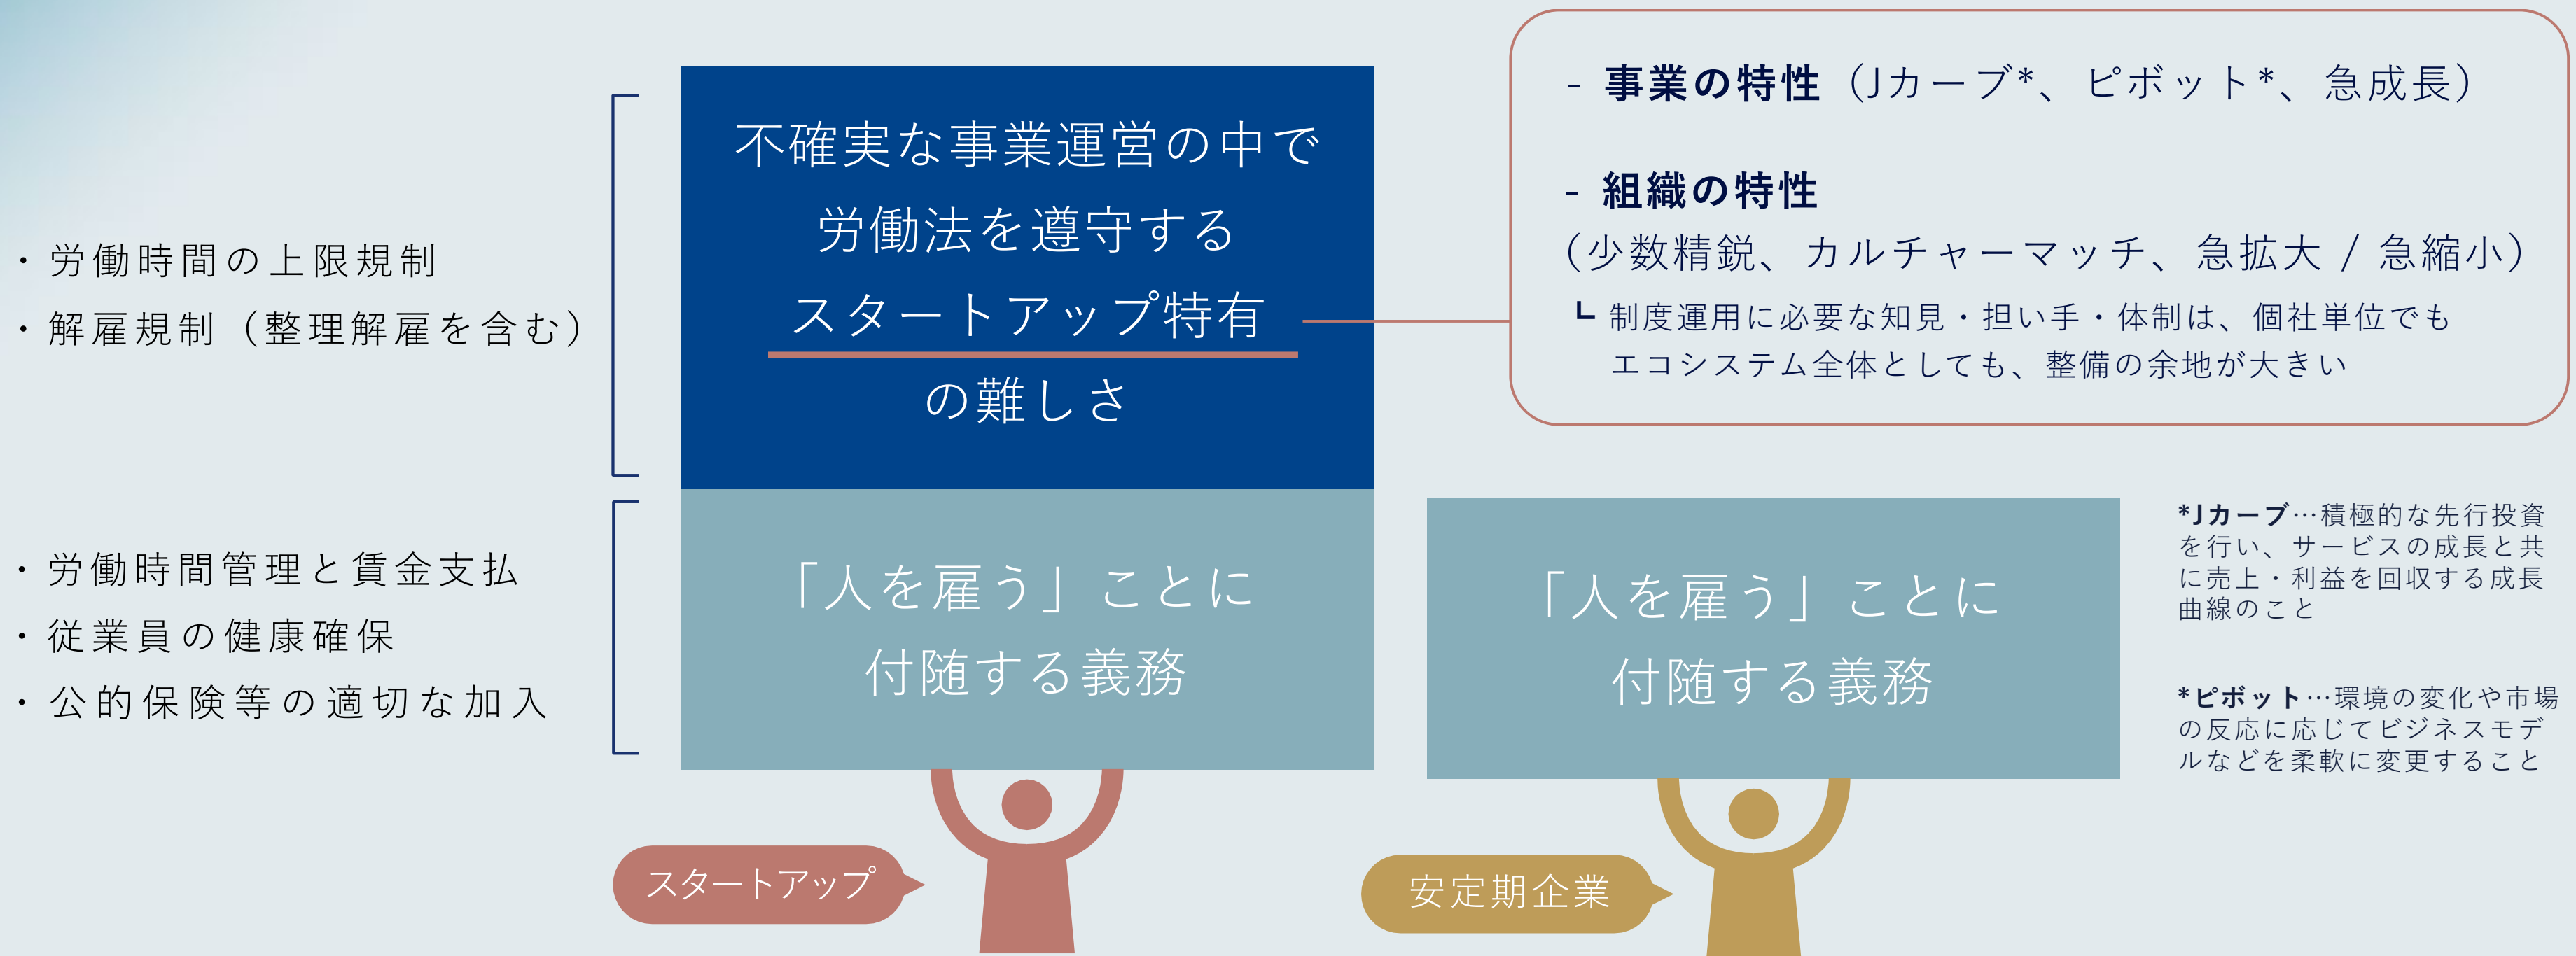 ・労働時間の上限規制
・解雇規制（整理解雇を含む）
・労働時間管理と賃金支払
・従業員の健康確保
・公的保険等の適切な加入
不確実な事業運営の中で
労働法を遵守する
スタートアップ特有
の難しさ
「人を雇う」ことに
付随する義務
スタートアップ
- 事業の特性（Jカーブ*、ピボット*、急成長）
- 組織の特性
（少数精鋭、カルチャーマッチ、急拡大 / 急縮小）
┗ 制度運用に必要な知見・担い手・体制は、個社単位でも
エコシステム全体としても、整備の余地が大きい
「人を雇う」ことに
付随する義務
安定期企業
*Jカーブ…積極的な先行投資
を行い、サービスの成長と共
に売上・利益を回収する成長
曲線のこと
*ピボット…環境の変化や市場
の反応に応じてビジネスモデ
ルなどを柔軟に変更すること